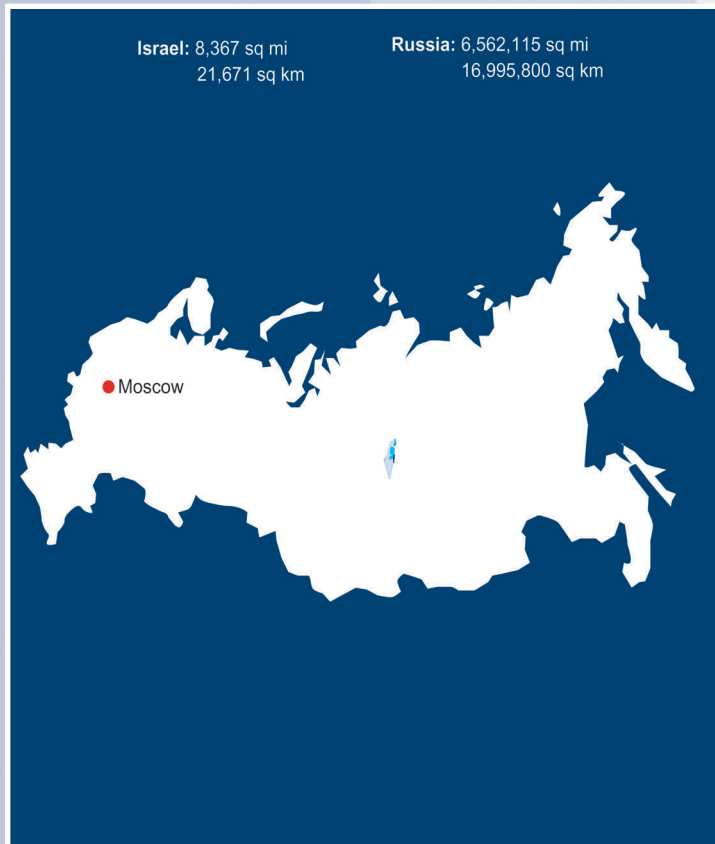 Israel: 8,367 sq mi
21,671 sq km
Russia: 6,562,115 sq mi
16,995,800 sq km
Moscow